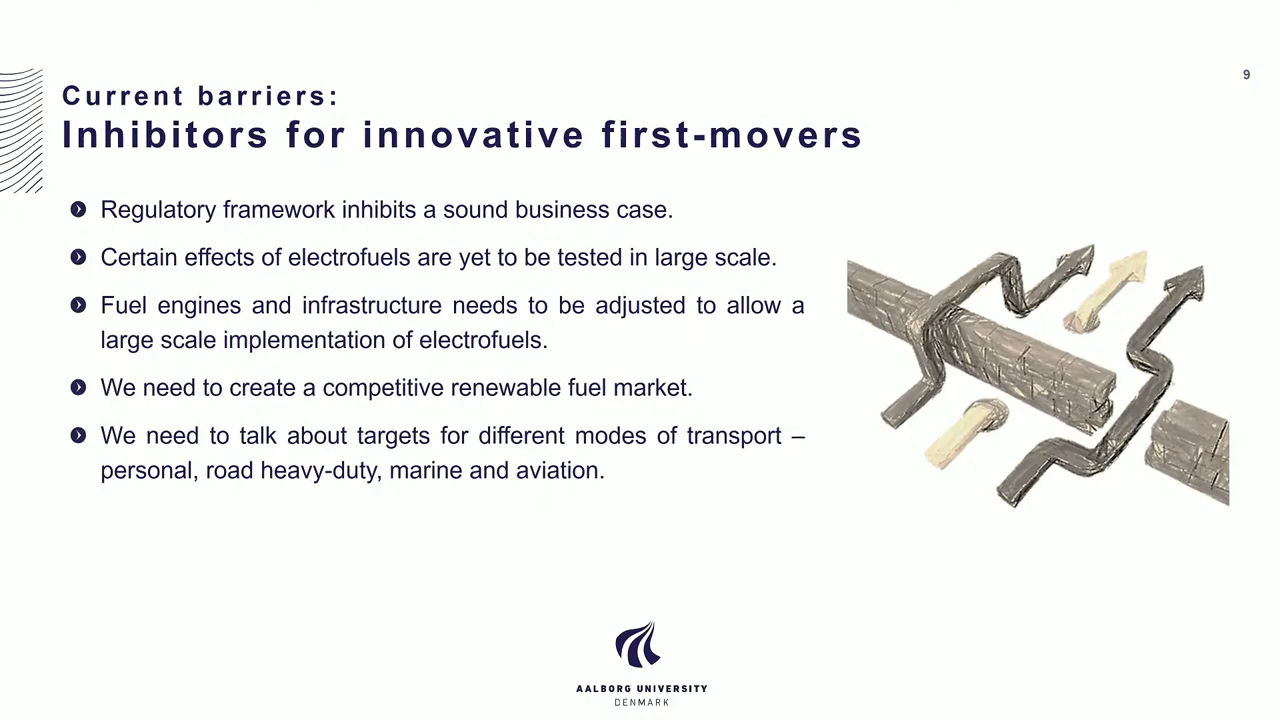 9
Current barriers:
Inhibitors for innovative first-movers
Regulatory framework inhibits a sound business case.
Certain effects of electrofuels are yet to be tested in large scale.
Fuel engines and infrastructure needs to be adjusted to allow a
large scale implementation of electrofuels.
We need to create a competitive renewable fuel market.
We need to talk about targets for different modes of transport –
personal, road heavy-duty, marine and aviation.
AALBORG UNIVERSITY
DENMARK